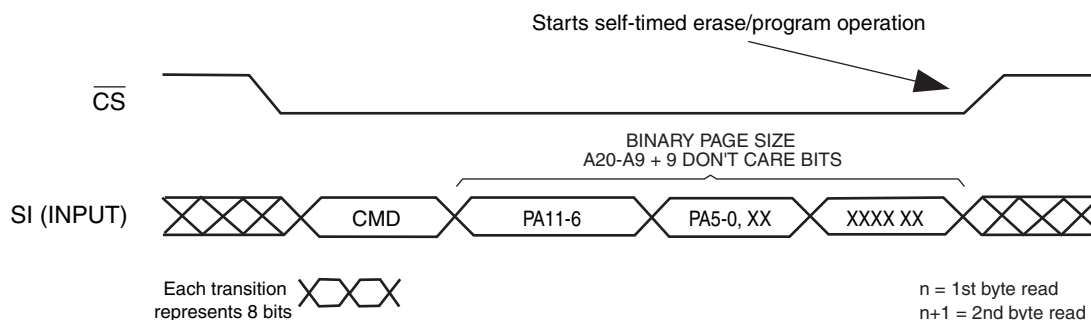 Starts self-timed erase/program operation
CS
BINARY PAGE SIZE
A20-A9 + 9 DON'T CARE BITS
SI (INPUT)
CMD
PA11-6
PA5-0, XX
XXXX XX
Each transition
represents 8 bits
n = 1st byte read
n+1 = 2nd byte read